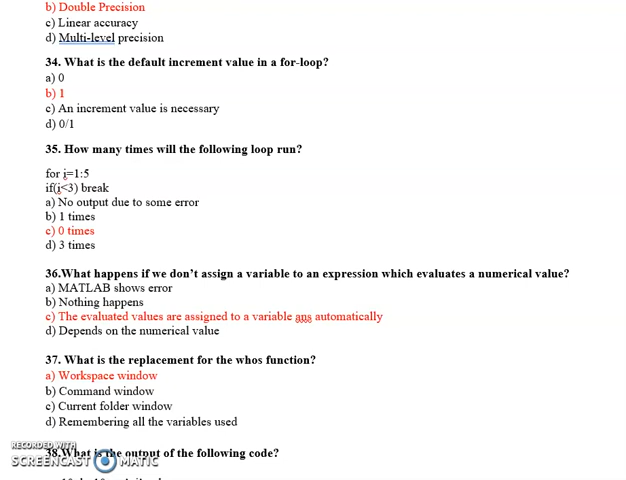 b) Double Precision
c) Linear accuracy
d) Multi-level precision
34. What is the default increment value in a for-loop?
a) 0
b) 1
c) An increment value is necessary
d) 0/1
35. How many times will the following loop run?
for i=1:5
if(i<3) break
a) No output due to some error
b) 1 times
c) 0 times
d) 3 times
36.What happens if we don’t assign a variable to an expression which evaluates a numerical value?
a) MATLAB shows error
b) Nothing happens
c) The evaluated values are assigned to a variable ans automatically
d) Depends on the numerical value
37. What is the replacement for the whos function?
a) Workspace window
b) Command window
c) Current folder window
d) Remembering all the variables used
38.What is the output of the following code?
RECORDED WITH
SCREENCAST MATIC